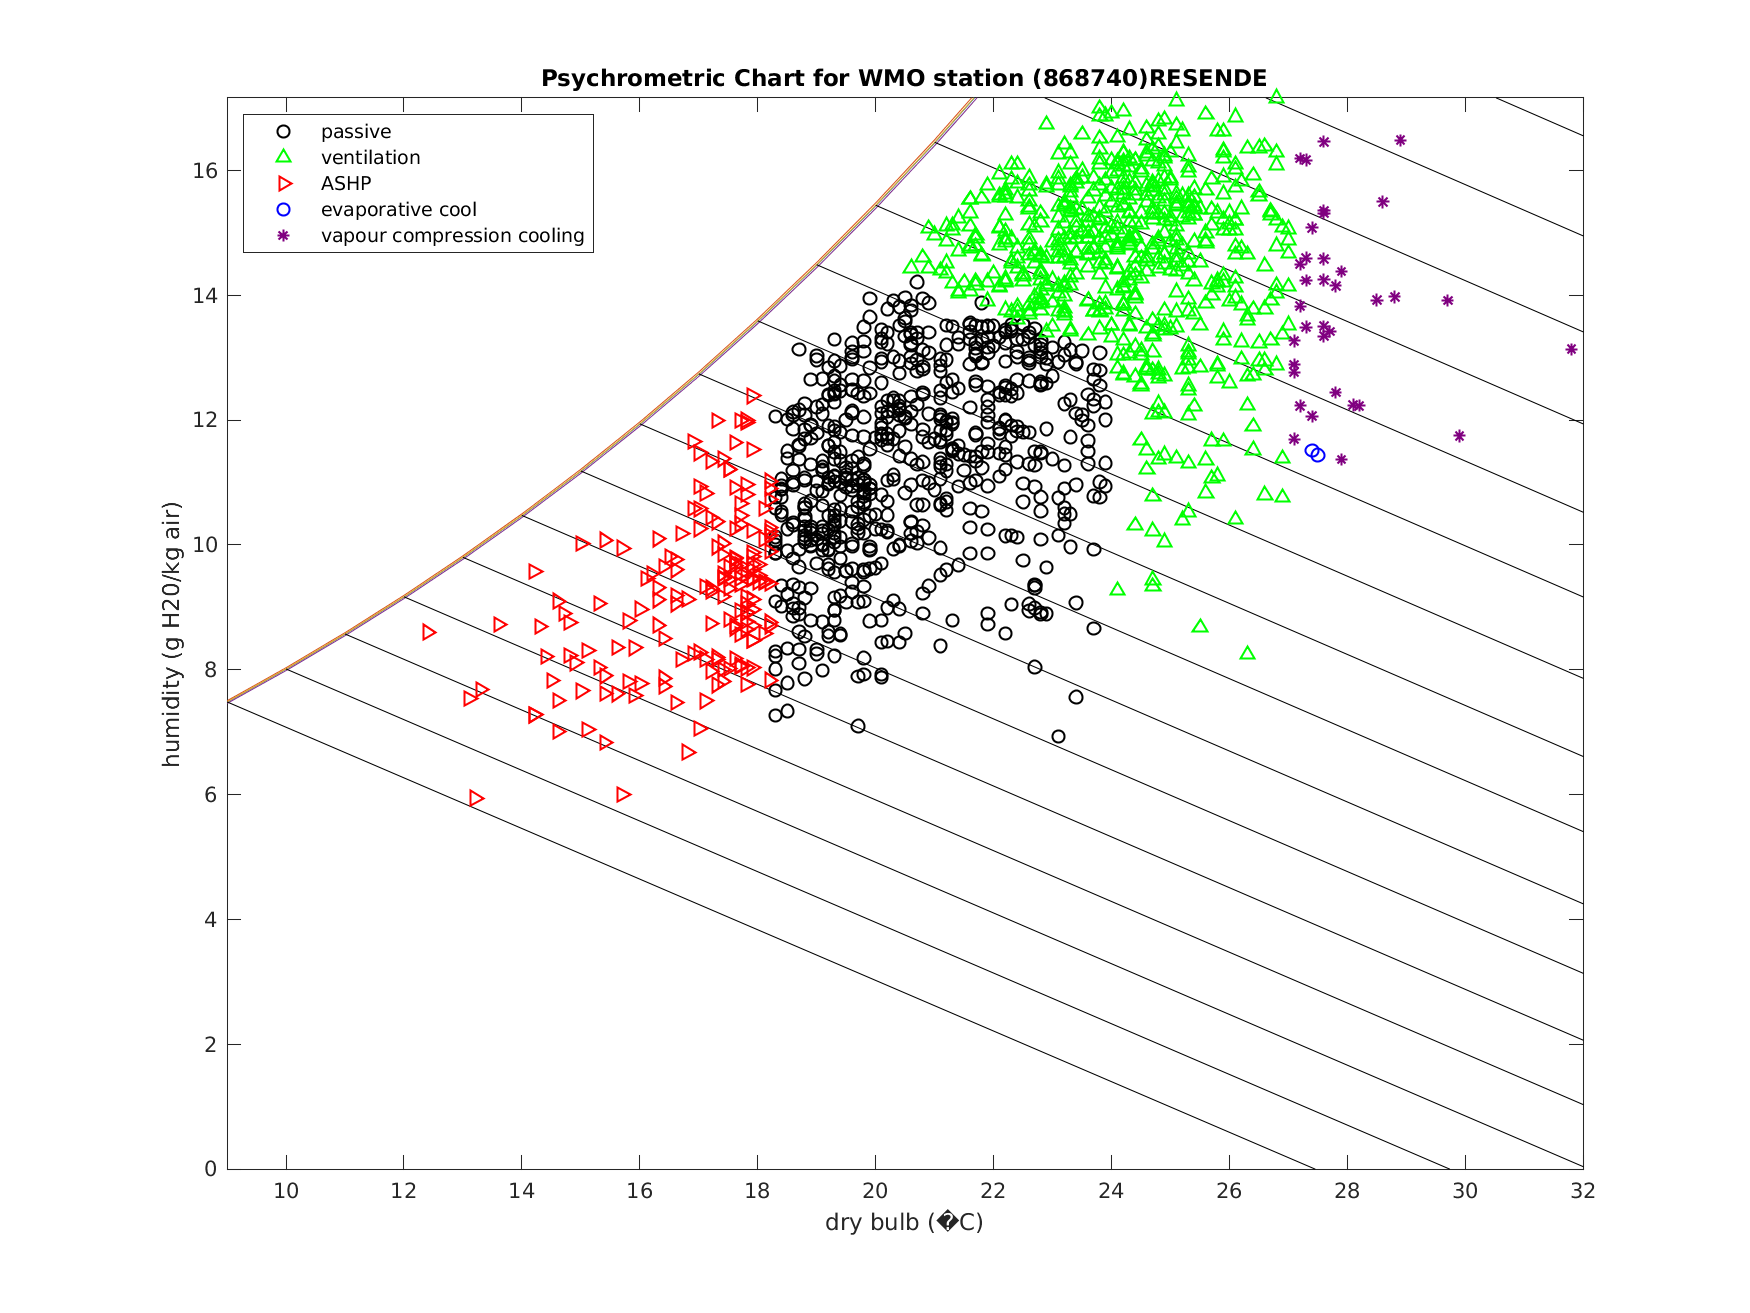 Psychrometric Chart for WMO station (868740)RESENDE
passive
ventilation
ASHP
evaporative cool
vapour compression cooling
humidity (g H20/kg air)
16
14
12
10
8
6
4
2
0
10 12 14 16 18 20 22 24 26 28 30 32
dry bulb (�C)